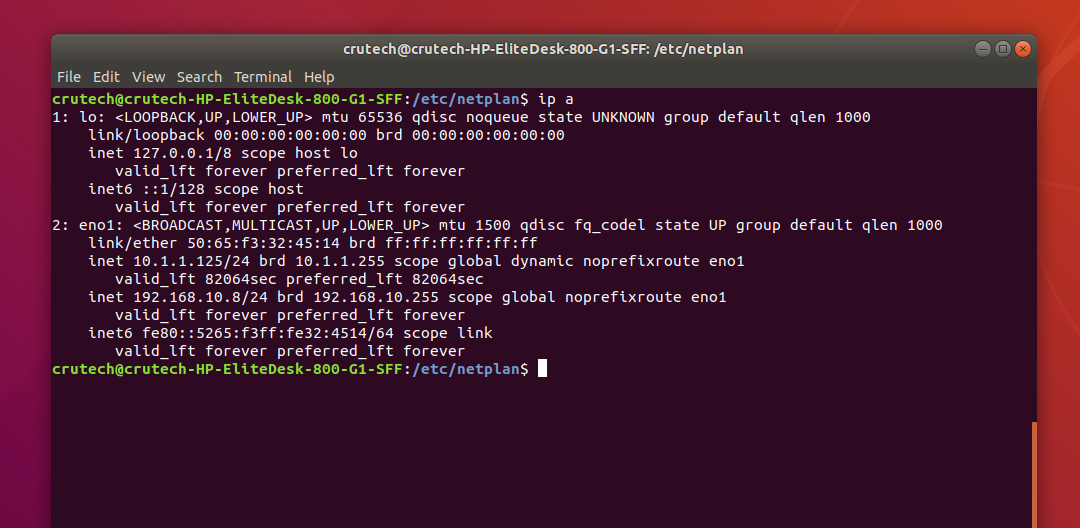 crutech@crutech-HP-EliteDesk-800-G1-SFF: /etc/netplan
File Edit View Search Terminal Help
crutech@crutech-HP-EliteDesk-800-G1-SFF:/etc/netplan$ ip a
1: lo: <LOOPBACK,UP,LOWER_UP> mtu 65536 qdisc noqueue state UNKNOWN group default qlen 1000
    link/loopback 00:00:00:00:00:00 brd 00:00:00:00:00:00
    inet 127.0.0.1/8 scope host lo
       valid_lft forever preferred_lft forever
    inet6 ::1/128 scope host
       valid_lft forever preferred_lft forever
2: eno1: <BROADCAST,MULTICAST,UP,LOWER_UP> mtu 1500 qdisc fq_codel state UP group default qlen 1000
    link/ether 50:65:f3:32:45:14 brd ff:ff:ff:ff:ff:ff
    inet 10.1.1.125/24 brd 10.1.1.255 scope global dynamic noprefixroute eno1
       valid_lft 82064sec preferred_lft 82064sec
    inet 192.168.10.8/24 brd 192.168.10.255 scope global noprefixroute eno1
       valid_lft forever preferred_lft forever
    inet6 fe80::5265:f3ff:fe32:4514/64 scope link
       valid_lft forever preferred_lft forever
crutech@crutech-HP-EliteDesk-800-G1-SFF:/etc/netplan$